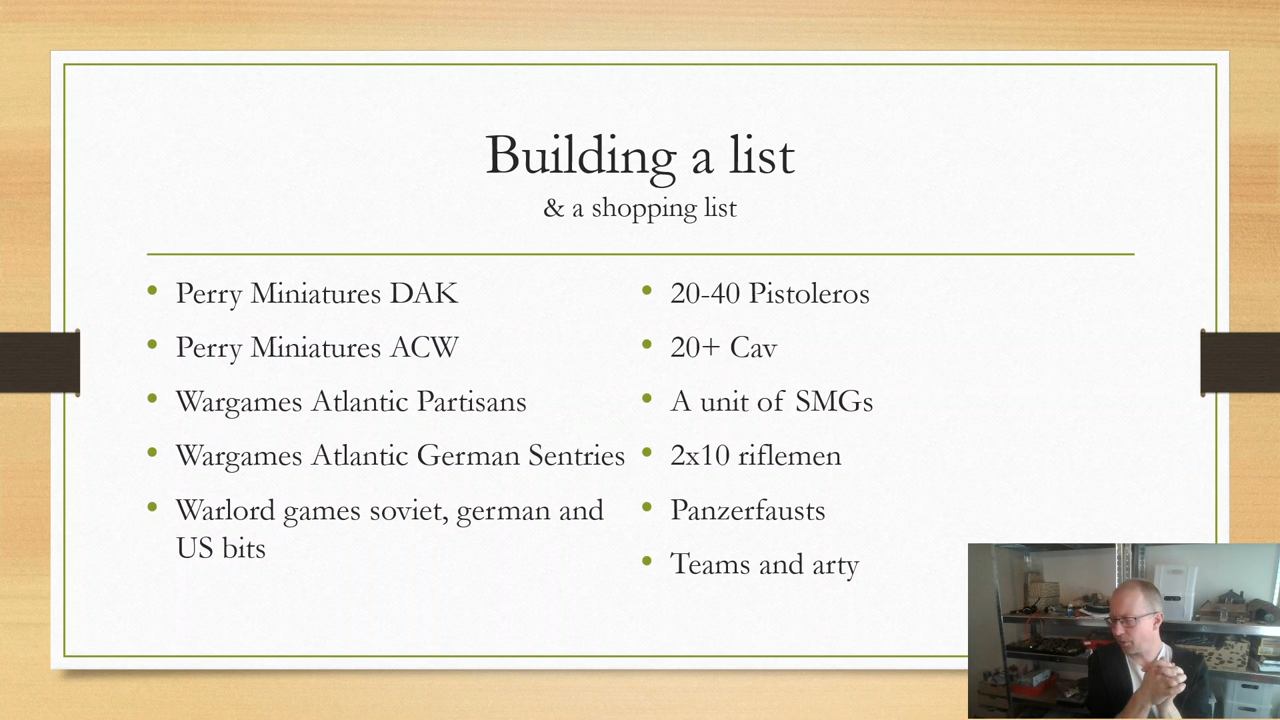 Building a list
& a shopping list
Perry Miniatures DAK
Perry Miniatures ACW
Wargames Atlantic Partisans
Wargames Atlantic German Sentries
Warlord games soviet, german and
US bits
20-40 Pistoleros
20+ Cav
A unit of SMGs
2x10 riflemen
Panzerfausts
Teams and arty